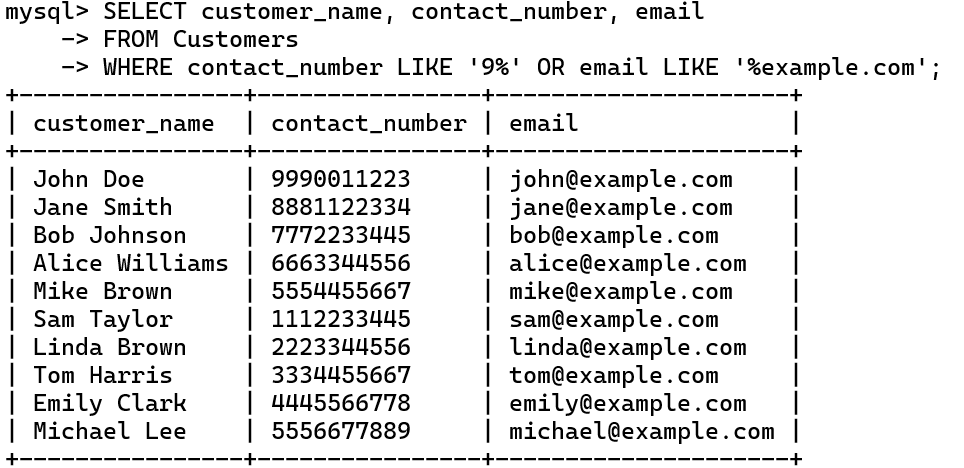 mysql> SELECT customer_name, contact_number, email
    -> FROM Customers
    -> WHERE contact_number LIKE '9%' OR email LIKE '%example.com';
+----------------+----------------+---------------------+
| customer_name  | contact_number | email               |
+----------------+----------------+---------------------+
| John Doe       | 9990011223     | john@example.com    |
| Jane Smith     | 8881122334     | jane@example.com    |
| Bob Johnson    | 7772233445     | bob@example.com     |
| Alice Williams | 6663344556     | alice@example.com   |
| Mike Brown     | 5554455667     | mike@example.com    |
| Sam Taylor     | 1112233445     | sam@example.com     |
| Linda Brown    | 2223344556     | linda@example.com   |
| Tom Harris     | 3334455667     | tom@example.com     |
| Emily Clark    | 4445566778     | emily@example.com   |
| Michael Lee    | 5556677889     | michael@example.com |
+----------------+----------------+---------------------+